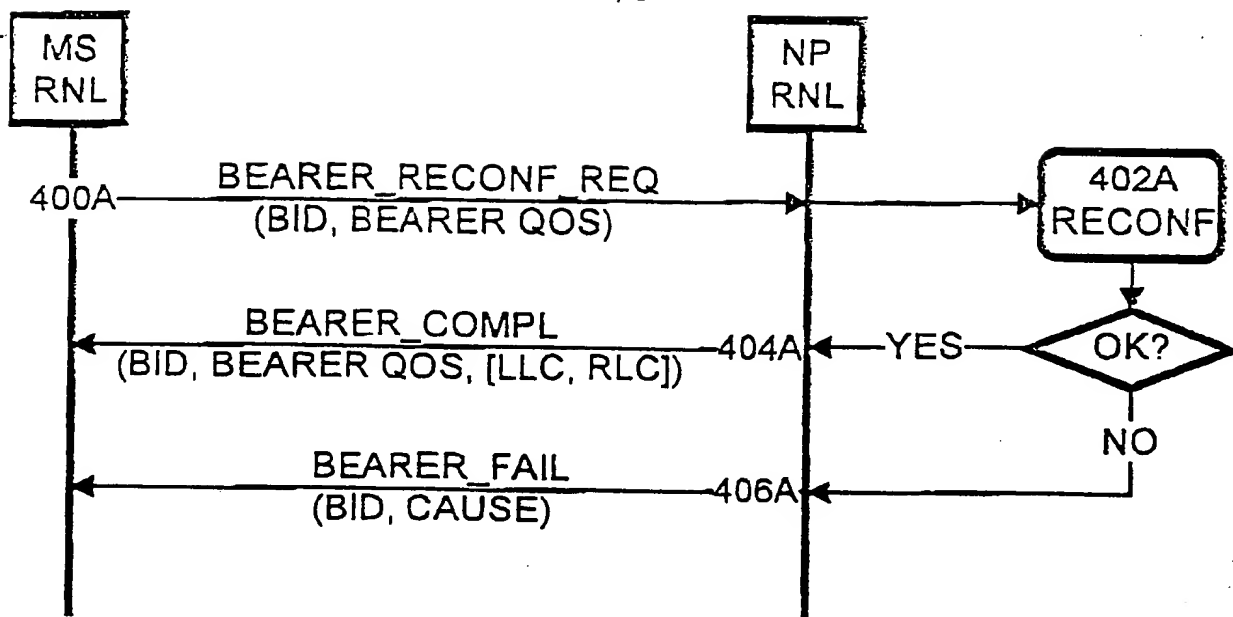 MS
RNL
NP
RNL
400A
BEARER_RECONF_REQ
(BID, BEARER QOS)
402A
RECONF
BEARER_COMPL
(BID, BEARER QOS, [LLC, RLC])
404A
YES
OK?
NO
BEARER_FAIL
(BID, CAUSE)
406A